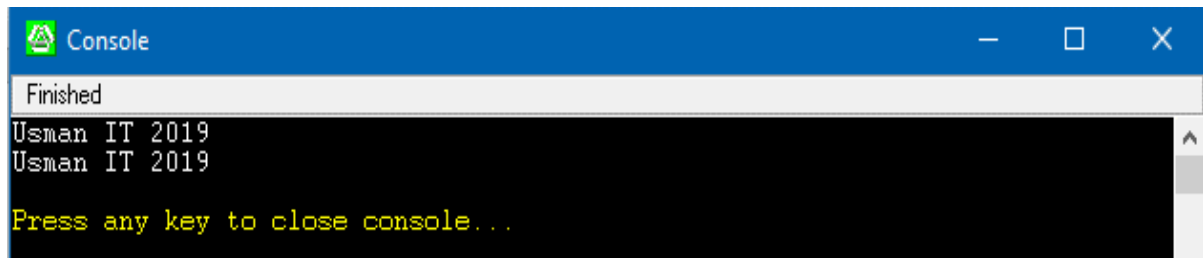 Console
Finished
Usman IT 2019
Usman IT 2019
Press any key to close console...